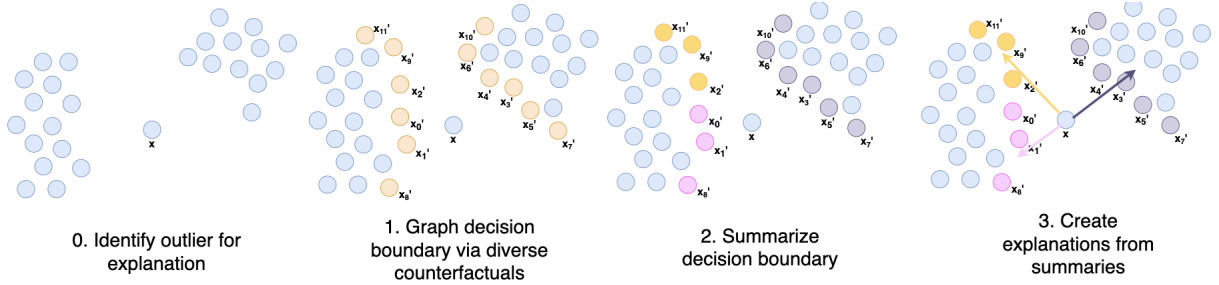 x
0. Identify outlier for
explanation
x₁₁'
x₉'
x₂'
x₀'
x₁'
x₈'
x₁₀'
x₆'
x₄'
x₃'
x₅'
x₇'
x
1. Graph decision
boundary via diverse
counterfactuals
x₁₁'
x₉'
x₂'
x₀'
x₁'
x₈'
x₁₀'
x₆'
x₄'
x₃'
x₅'
x₇'
x
2. Summarize
decision boundary
x₁₁'
x₉'
x₂'
x₀'
x₁'
x₈'
x₁₀'
x₆'
x₄'
x₃'
x₅'
x₇'
x
3. Create
explanations from
summaries